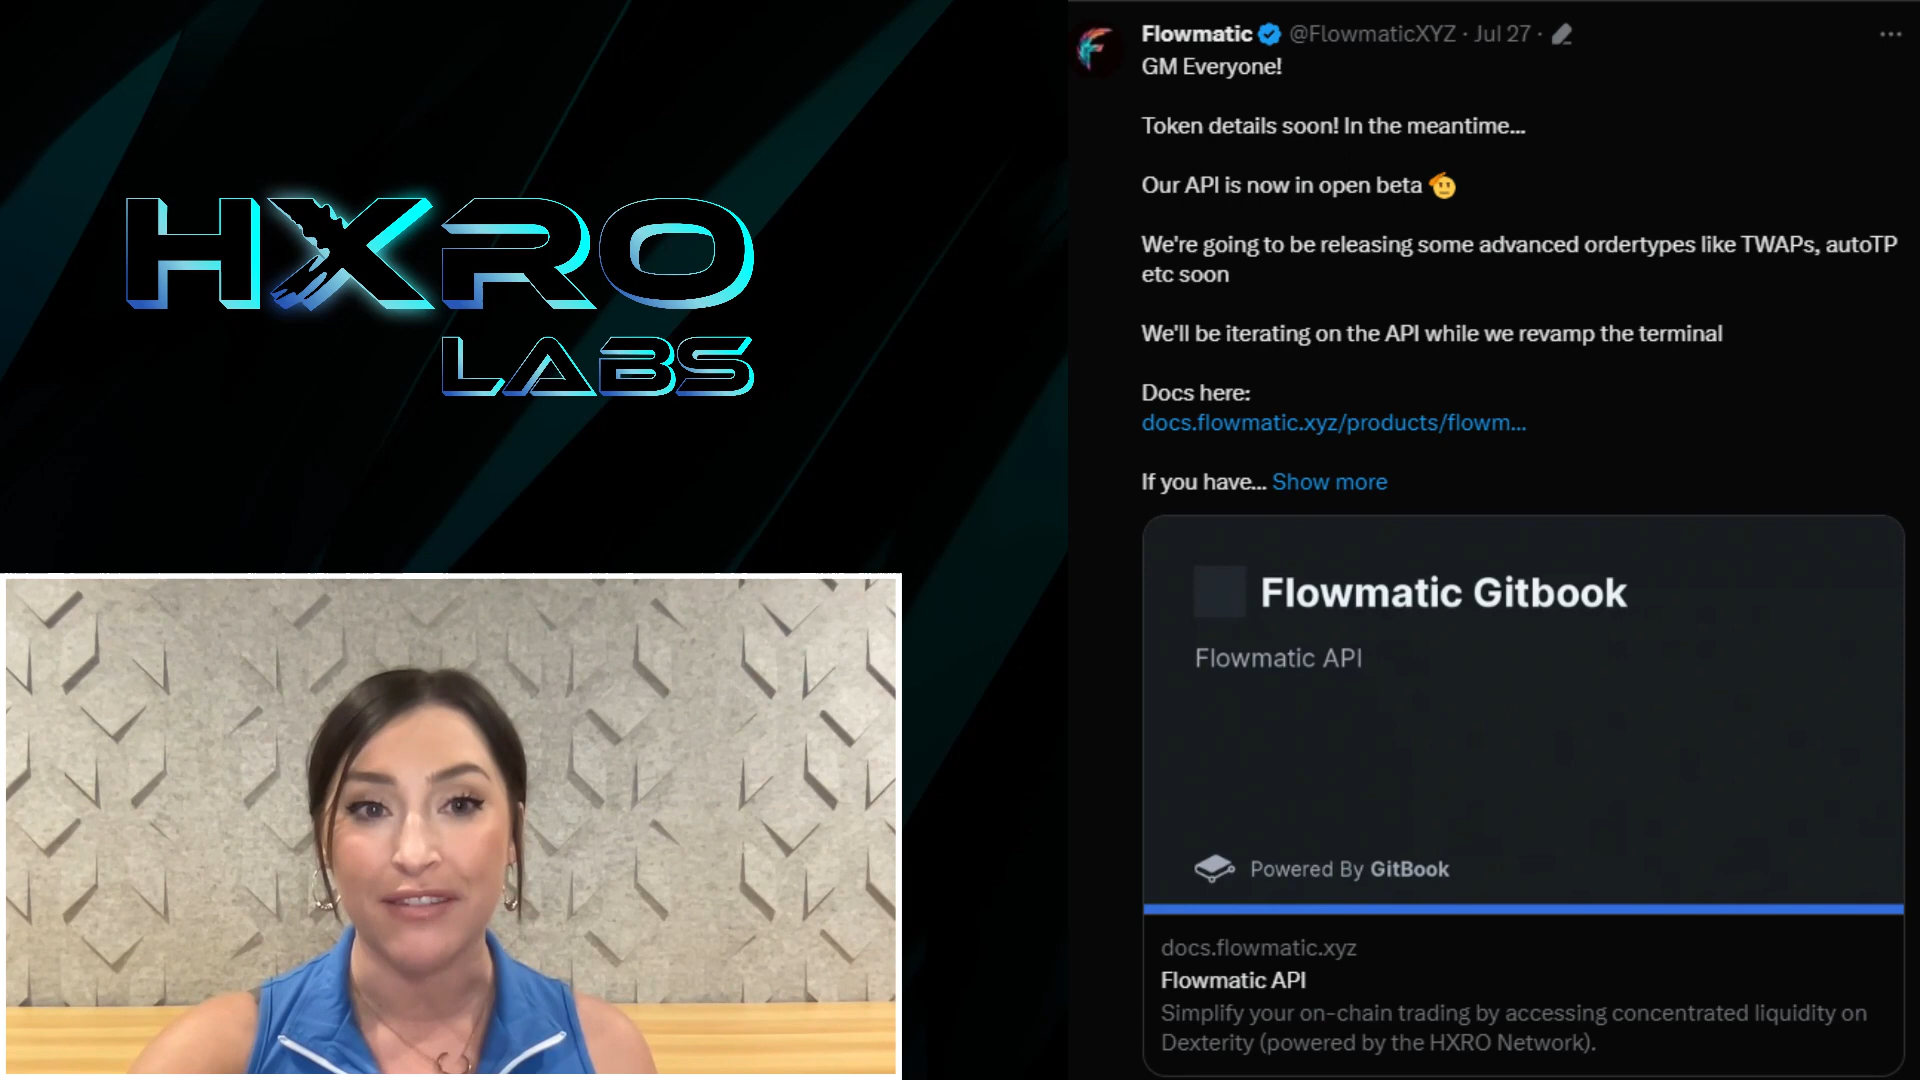 HXRO
LABS
Flowmatic @FlowmaticXYZ · Jul 27 ·
GM Everyone!
Token details soon! In the meantime...
Our API is now in open beta 🫡
We're going to be releasing some advanced ordertypes like TWAPs, autoTP
etc soon
We'll be iterating on the API while we revamp the terminal
Docs here:
docs.flowmatic.xyz/products/flowm...
If you have... Show more
Flowmatic Gitbook
Flowmatic API
Powered By GitBook
docs.flowmatic.xyz
Flowmatic API
Simplify your on-chain trading by accessing concentrated liquidity on
Dexterity (powered by the HXRO Network).